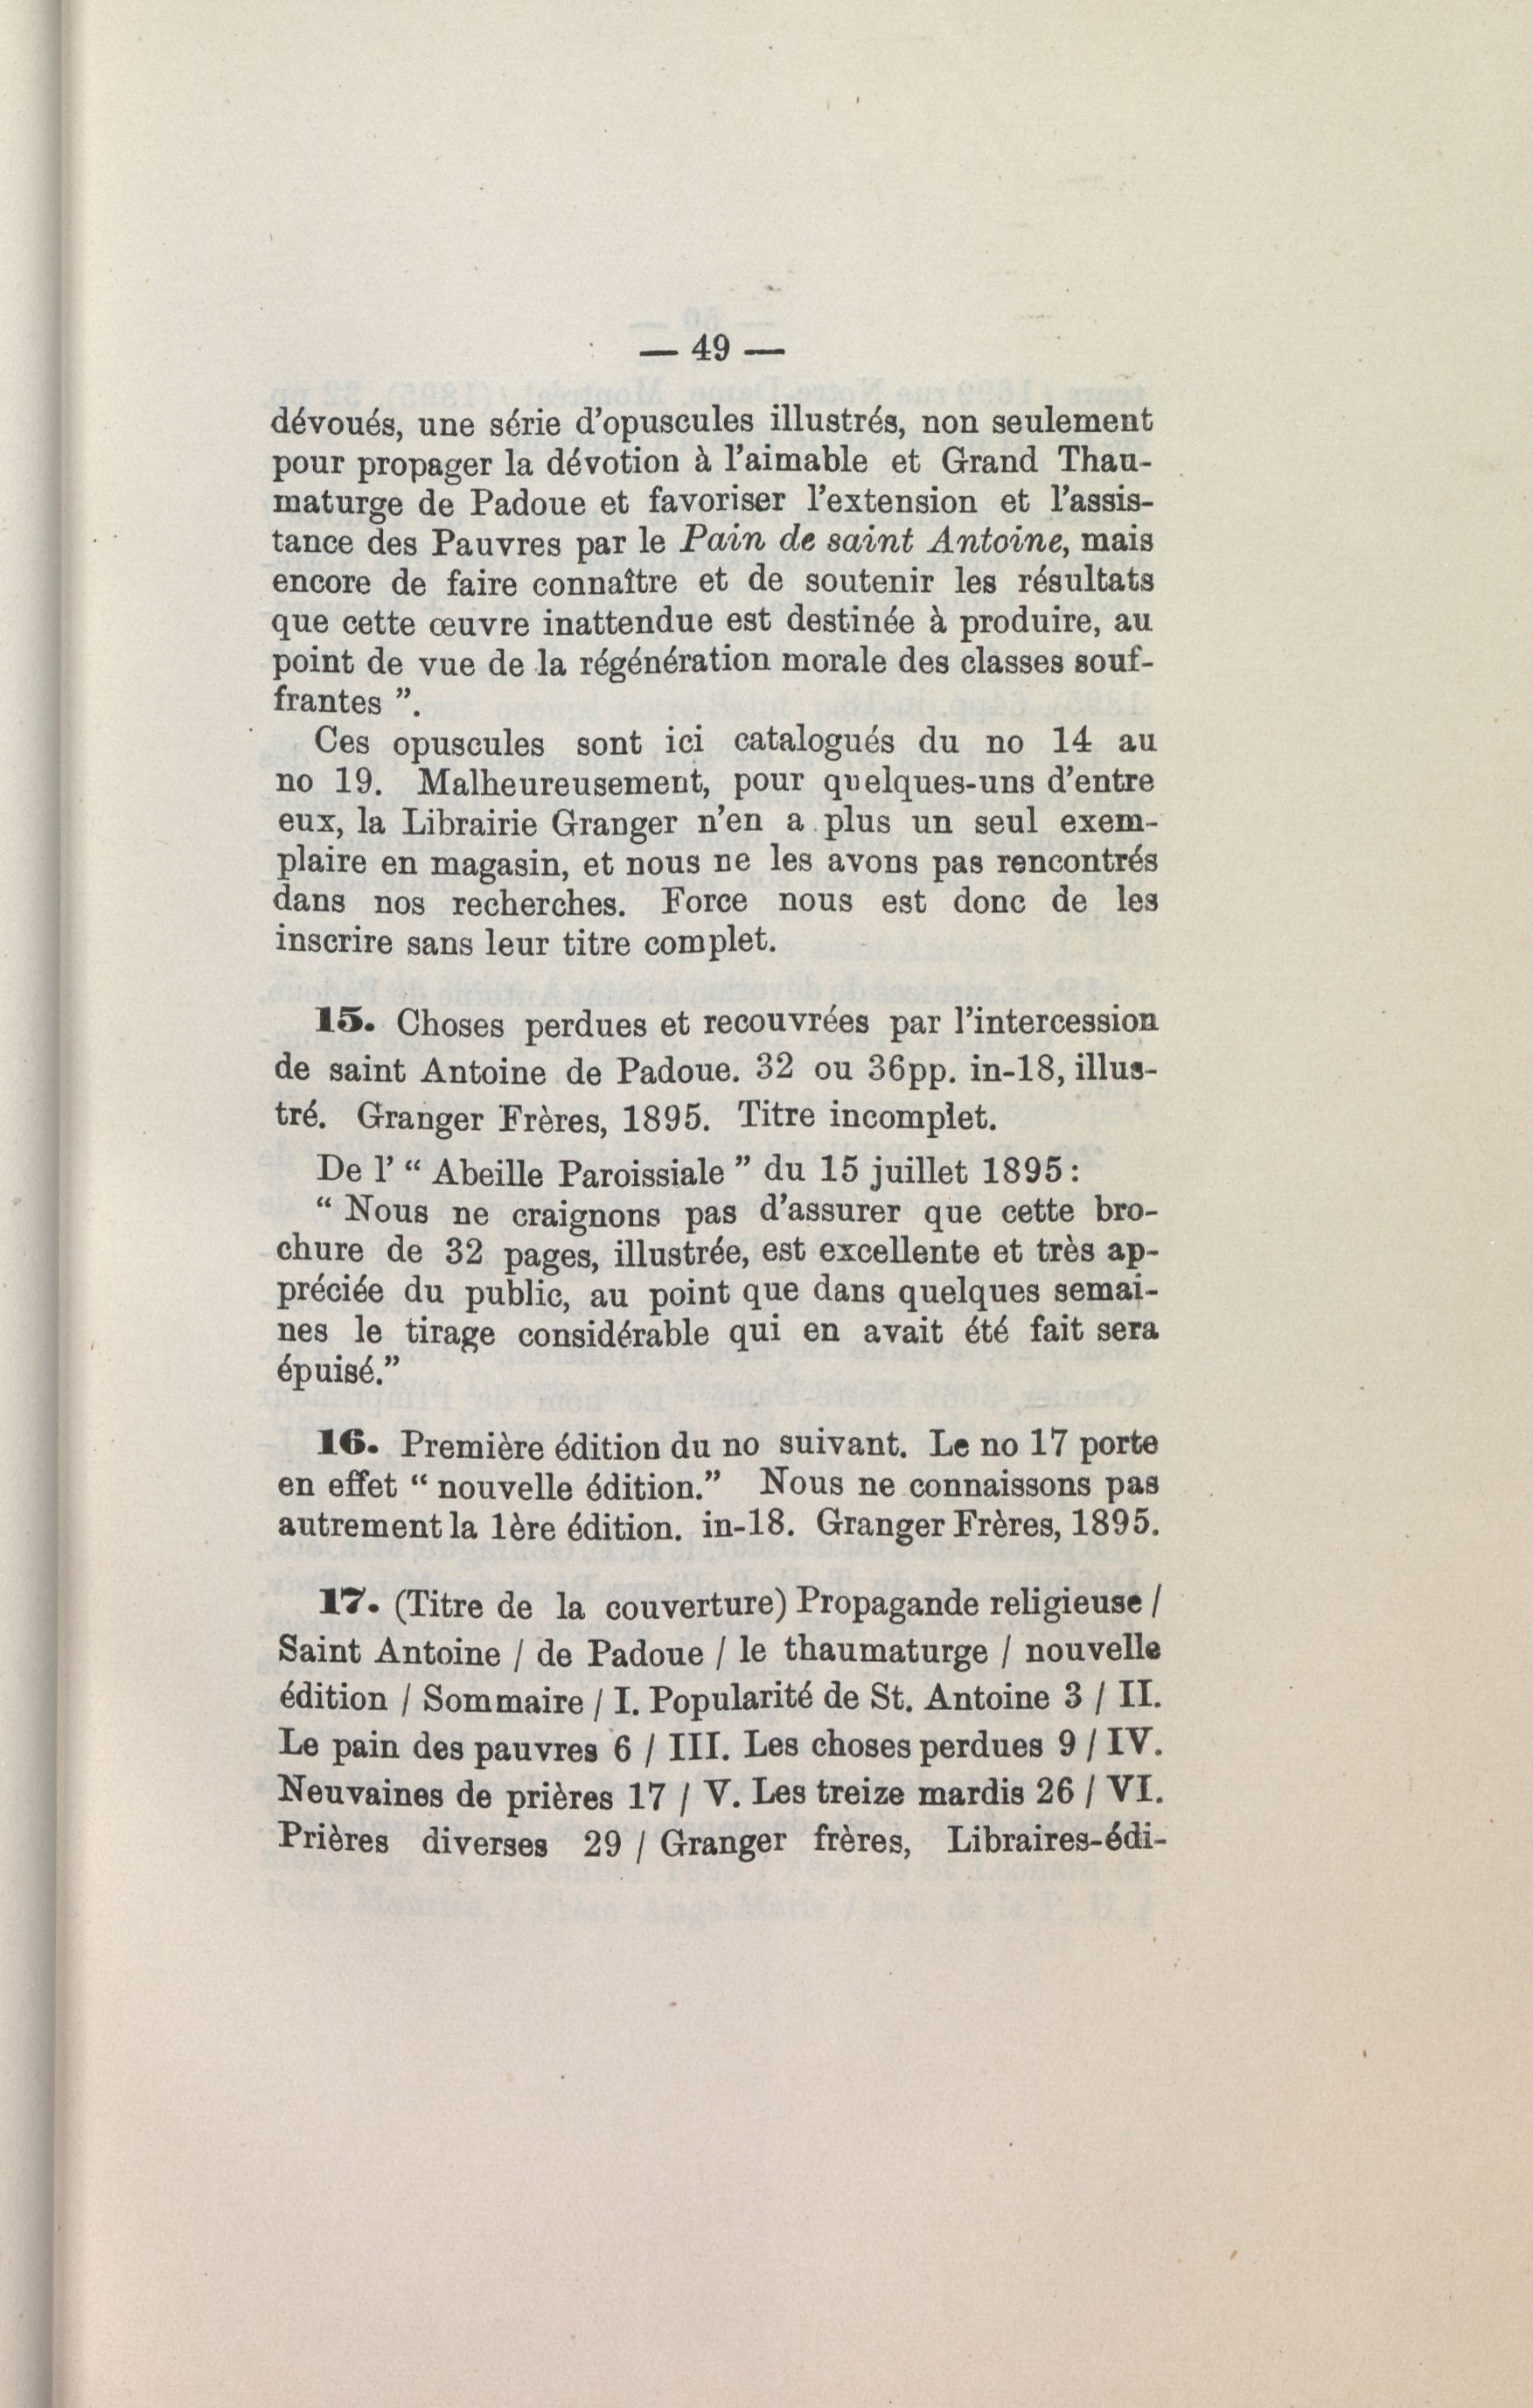 — 49 —
dévoués, une série d'opuscules illustrés, non seulement
pour propager la dévotion à l'aimable et Grand Thau-
maturge de Padoue et favoriser l'extension et l'assis-
tance des Pauvres par le Pain de saint Antoine, mais
encore de faire connaître et de soutenir les résultats
que cette œuvre inattendue est destinée à produire, au
point de vue de la régénération morale des classes souf-
frantes ”.
Ces opuscules sont ici catalogués du no 14 au
no 19. Malheureusement, pour quelques-uns d'entre
eux, la Librairie Granger n'en a plus un seul exem-
plaire en magasin, et nous ne les avons pas rencontrés
dans nos recherches. Force nous est donc de les
inscrire sans leur titre complet.
15. Choses perdues et recouvrées par l'intercession
de saint Antoine de Padoue. 32 ou 36pp. in-18, illus-
tré. Granger Frères, 1895. Titre incomplet.
De l' “ Abeille Paroissiale ” du 15 juillet 1895 :
“ Nous ne craignons pas d'assurer que cette bro-
chure de 32 pages, illustrée, est excellente et très ap-
préciée du public, au point que dans quelques semai-
nes le tirage considérable qui en avait été fait sera
épuisé.”
16. Première édition du no suivant. Le no 17 porte
en effet “ nouvelle édition.” Nous ne connaissons pas
autrement la 1ère édition. in-18. Granger Frères, 1895.
17. (Titre de la couverture) Propagande religieuse /
Saint Antoine / de Padoue / le thaumaturge / nouvelle
édition / Sommaire / I. Popularité de St. Antoine 3 / II.
Le pain des pauvres 6 / III. Les choses perdues 9 / IV.
Neuvaines de prières 17 / V. Les treize mardis 26 / VI.
Prières diverses 29 / Granger frères, Libraires-édi-